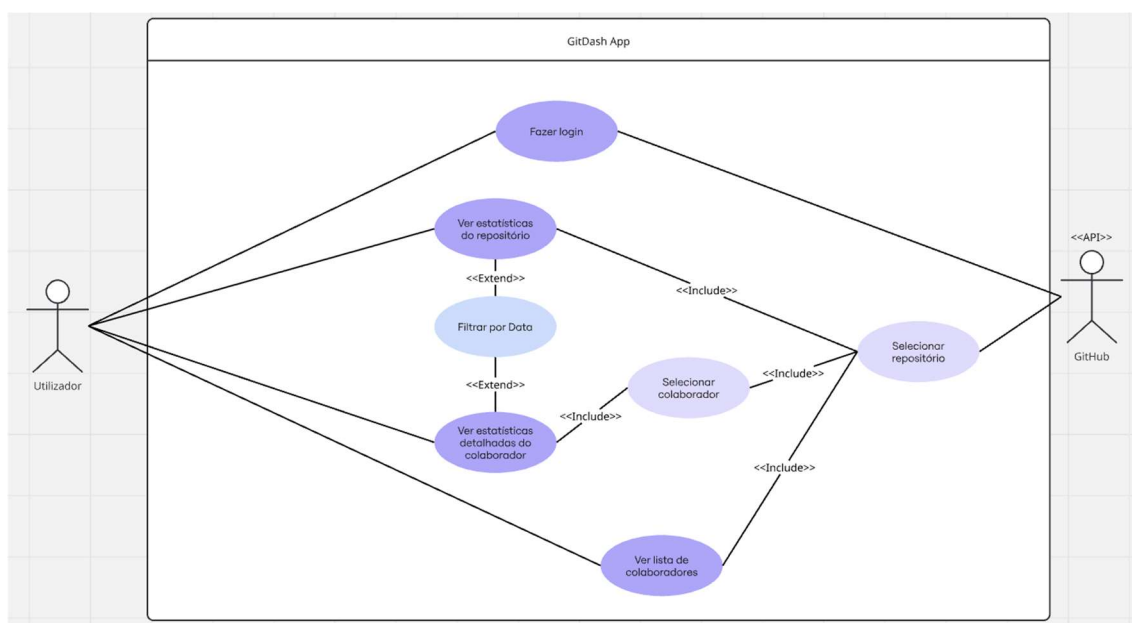 GitDash App
Fazer login
Ver estatísticas
do repositório
<<Extend>>
<<Include>>
Filtrar por Data
<<Extend>>
Selecionar
colaborador
<<Include>>
<<Include>>
Selecionar
repositório
Ver estatísticas
detalhadas do
colaborador
<<Include>>
Ver lista de
colaboradores
Utilizador
<<API>>
GitHub